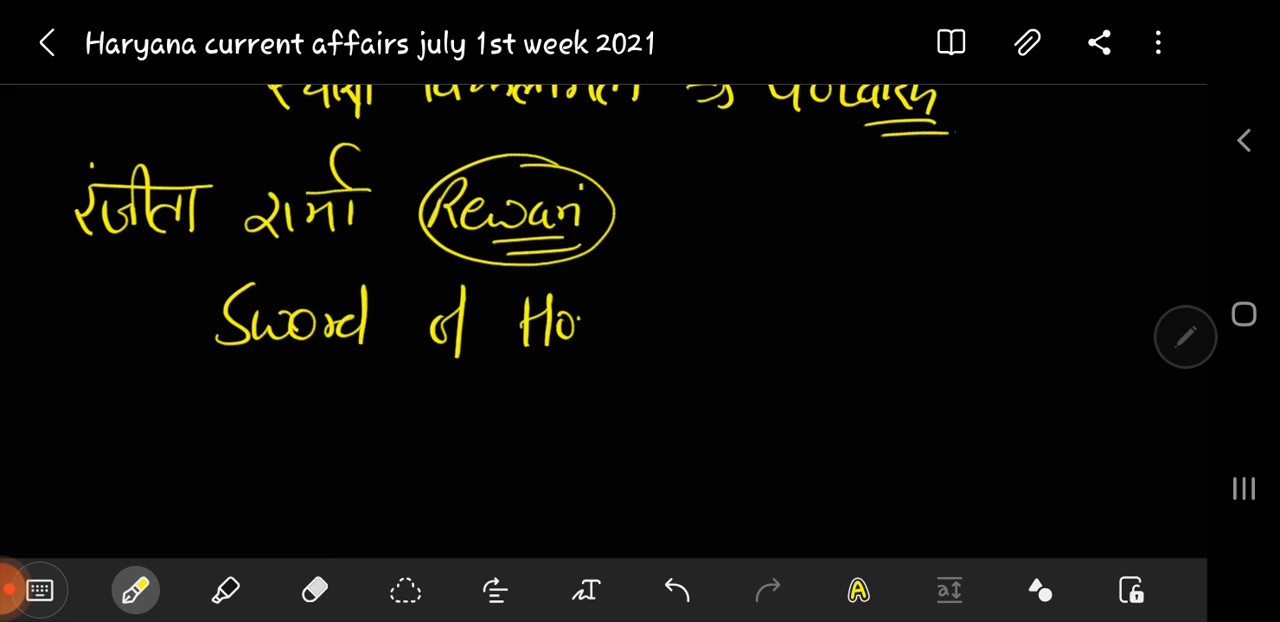 Haryana current affairs july 1st week 2021
रंजीता शर्मा Rewari
Sword of Ho